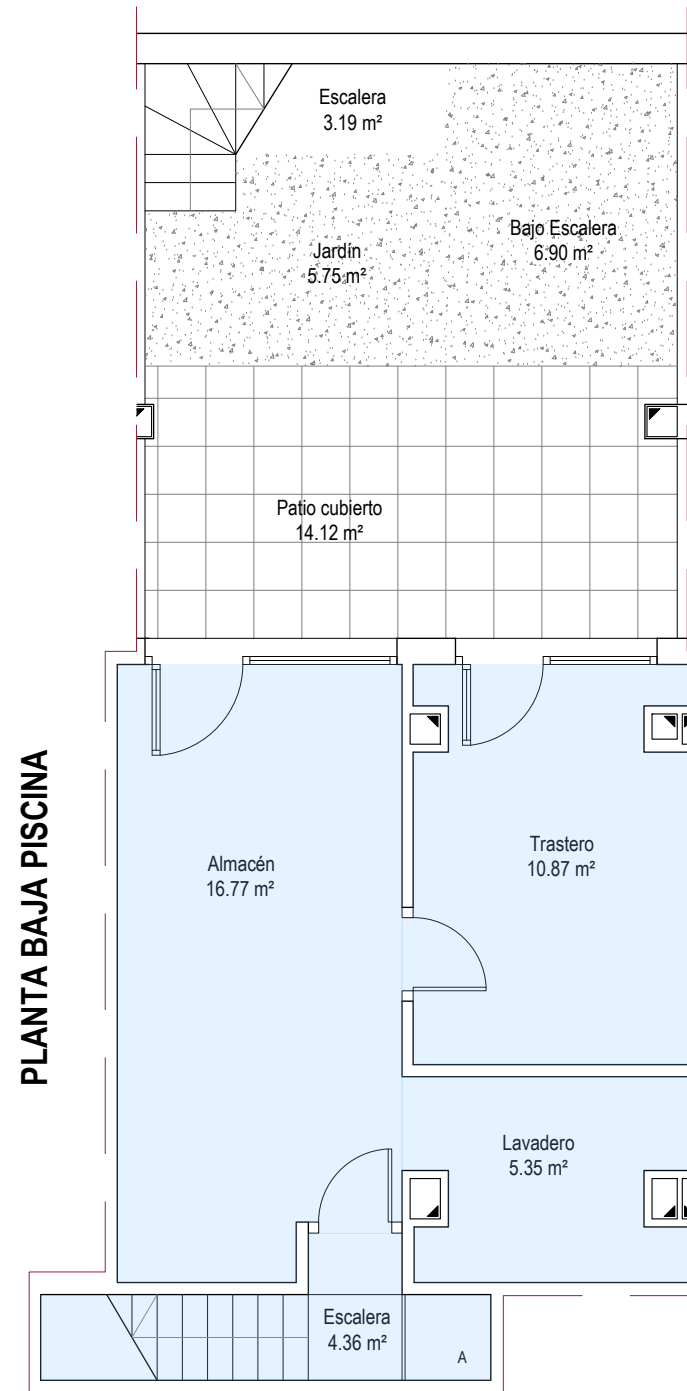 Escalera
3.19 m²
Bajo Escalera
6.90 m²
Jardín
5.75 m²
Patio cubierto
14.12 m²
PLANTA BAJA PISCINA
Almacén
16.77 m²
Trastero
10.87 m²
Lavadero
5.35 m²
Escalera
4.36 m²
A